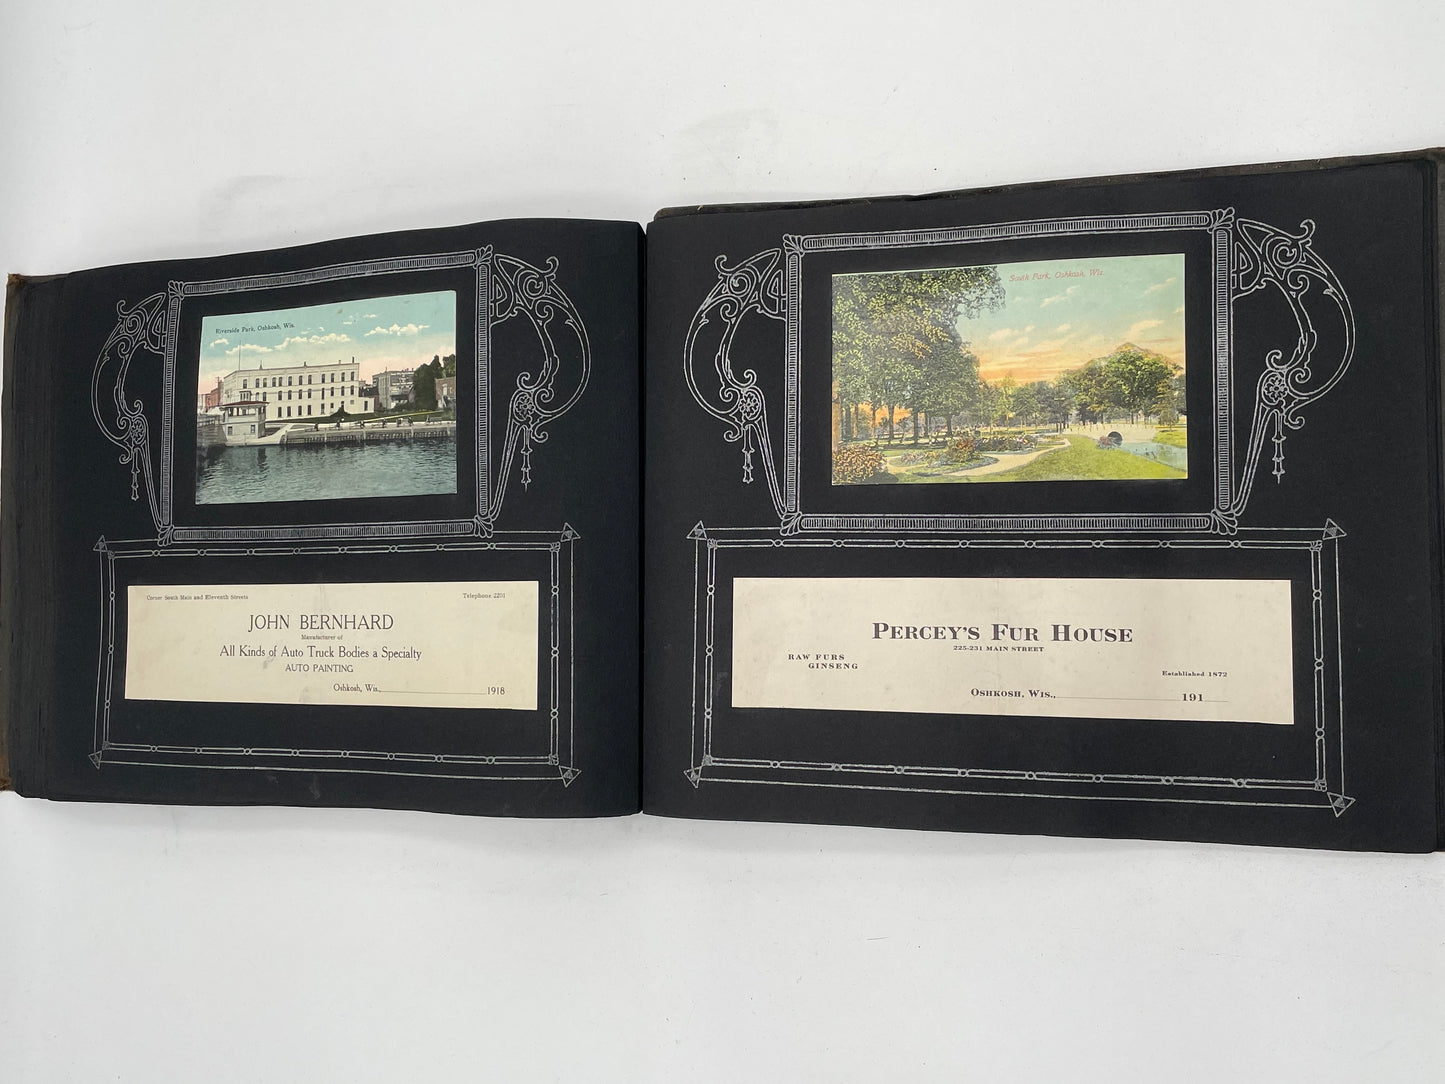 Riverside Park, Oshkosh, Wis.
Corner South Main and Eleventh Streets
Telephone 2201
JOHN BERNHARD
Manufacturer of
All Kinds of Auto Truck Bodies a Specialty
AUTO PAINTING
Oshkosh, Wis., 1918
South Park, Oshkosh, Wis.
PERCEY'S FUR HOUSE
225-231 MAIN STREET
RAW FURS
GINSENG
Established 1872
OSHKOSH, WIS., 191